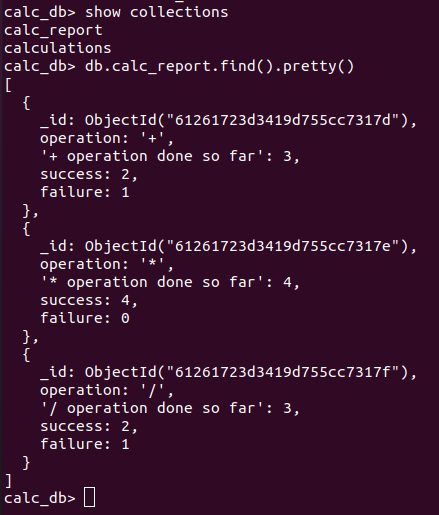 calc_db> show collections
calc_report
calculations
calc_db> db.calc_report.find().pretty()
[
  {
    _id: ObjectId("61261723d3419d755cc7317d"),
    operation: '+',
    '+ operation done so far': 3,
    success: 2,
    failure: 1
  },
  {
    _id: ObjectId("61261723d3419d755cc7317e"),
    operation: '*',
    '* operation done so far': 4,
    success: 4,
    failure: 0
  },
  {
    _id: ObjectId("61261723d3419d755cc7317f"),
    operation: '/',
    '/ operation done so far': 3,
    success: 2,
    failure: 1
  }
]
calc_db>